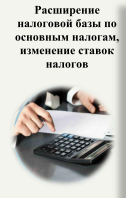 Расширение
налоговой базы по
основным налогам,
изменение ставок
налогов